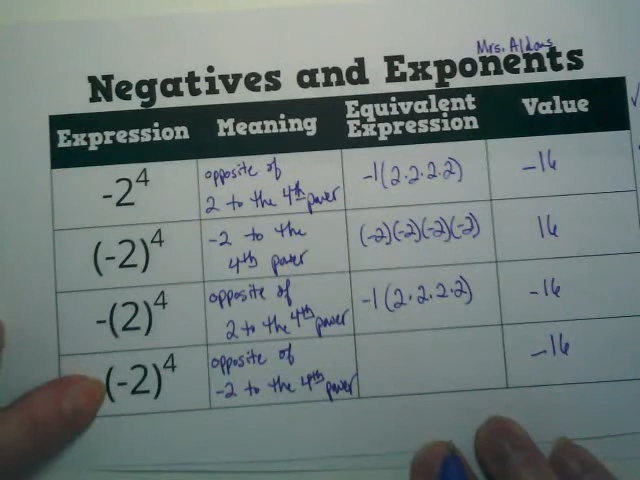 Mrs. Aldous
Negatives and Exponents
Expression Meaning Equivalent Expression Value
-2⁴ opposite of 2 to the 4th power -1(2·2·2·2) -16
(-2)⁴ -2 to the 4th power (-2)(-2)(-2)(-2) 16
-(2)⁴ opposite of 2 to the 4th power -1(2·2·2·2) -16
(-2)⁴ opposite of -2 to the 4th power -16